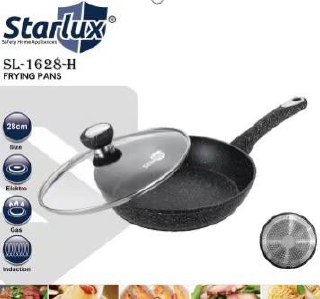 Starlux®
Safety Home Appliances
SL-1628-H
FRYING PANS
28cm
Size
Elektro
Gas
Induction
Starlux